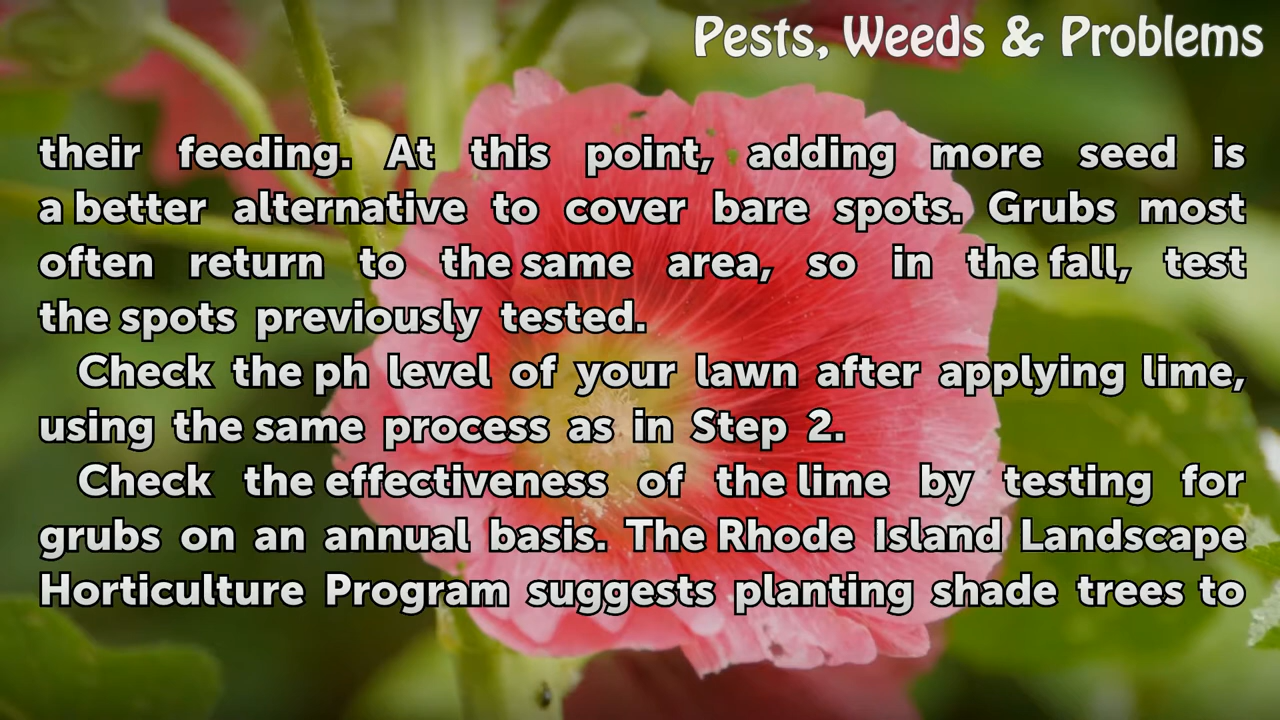 Pests, Weeds & Problems
their feeding. At this point, adding more seed is
a better alternative to cover bare spots. Grubs most
often return to the same area, so in the fall, test
the spots previously tested.
Check the ph level of your lawn after applying lime,
using the same process as in Step 2.
Check the effectiveness of the lime by testing for
grubs on an annual basis. The Rhode Island Landscape
Horticulture Program suggests planting shade trees to